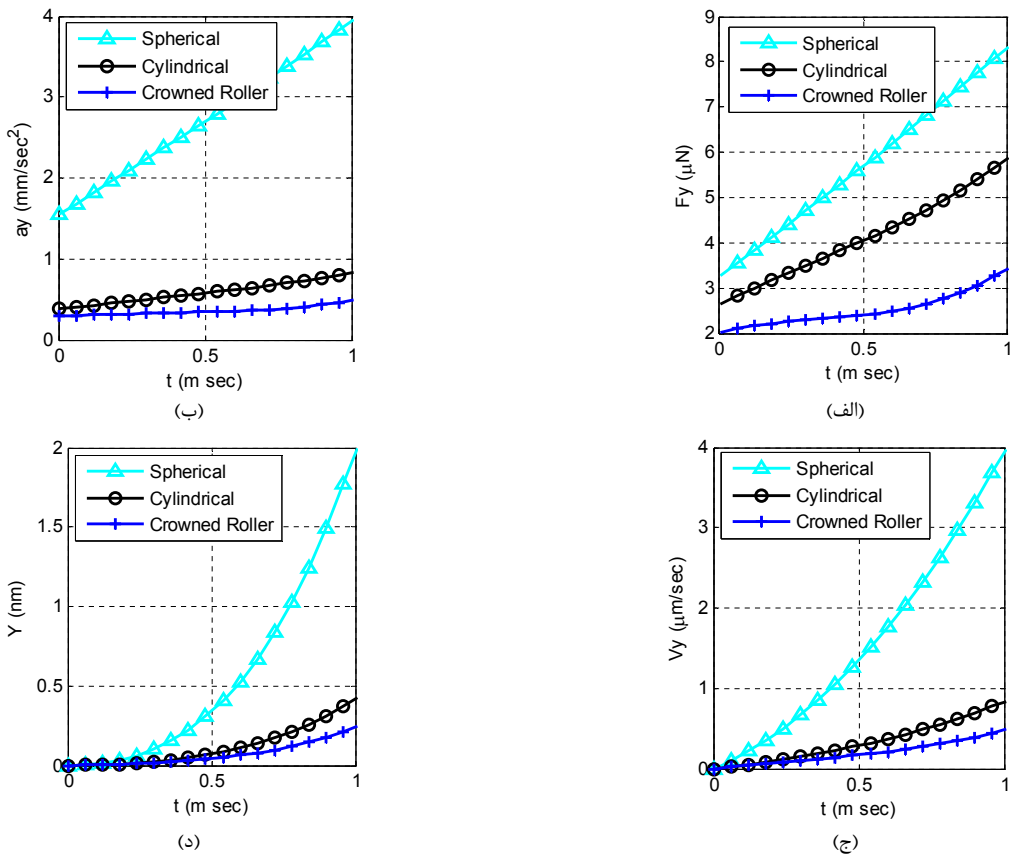 4
3
2
1
0
ay (mm/sec²)
Spherical
Cylindrical
Crowned Roller
0 0.5 1
t (m sec)
(ب)
9
8
7
6
5
4
3
2
Fy (μN)
Spherical
Cylindrical
Crowned Roller
0 0.5 1
t (m sec)
(الف)
2
1.5
1
0.5
0
Y (nm)
Spherical
Cylindrical
Crowned Roller
0 0.5 1
t (m sec)
(د)
4
3
2
1
0
Vy (μm/sec)
Spherical
Cylindrical
Crowned Roller
0 0.5 1
t (m sec)
(ج)